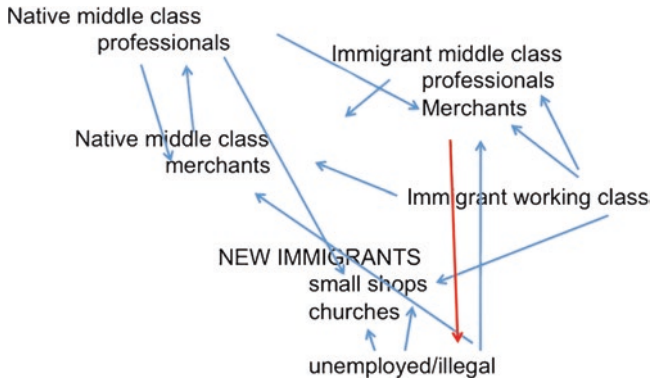 Native middle class
professionals
Immigrant middle class
professionals
Merchants
Native middle class
merchants
Immigrant working class
NEW IMMIGRANTS
small shops
churches
unemployed/illegal